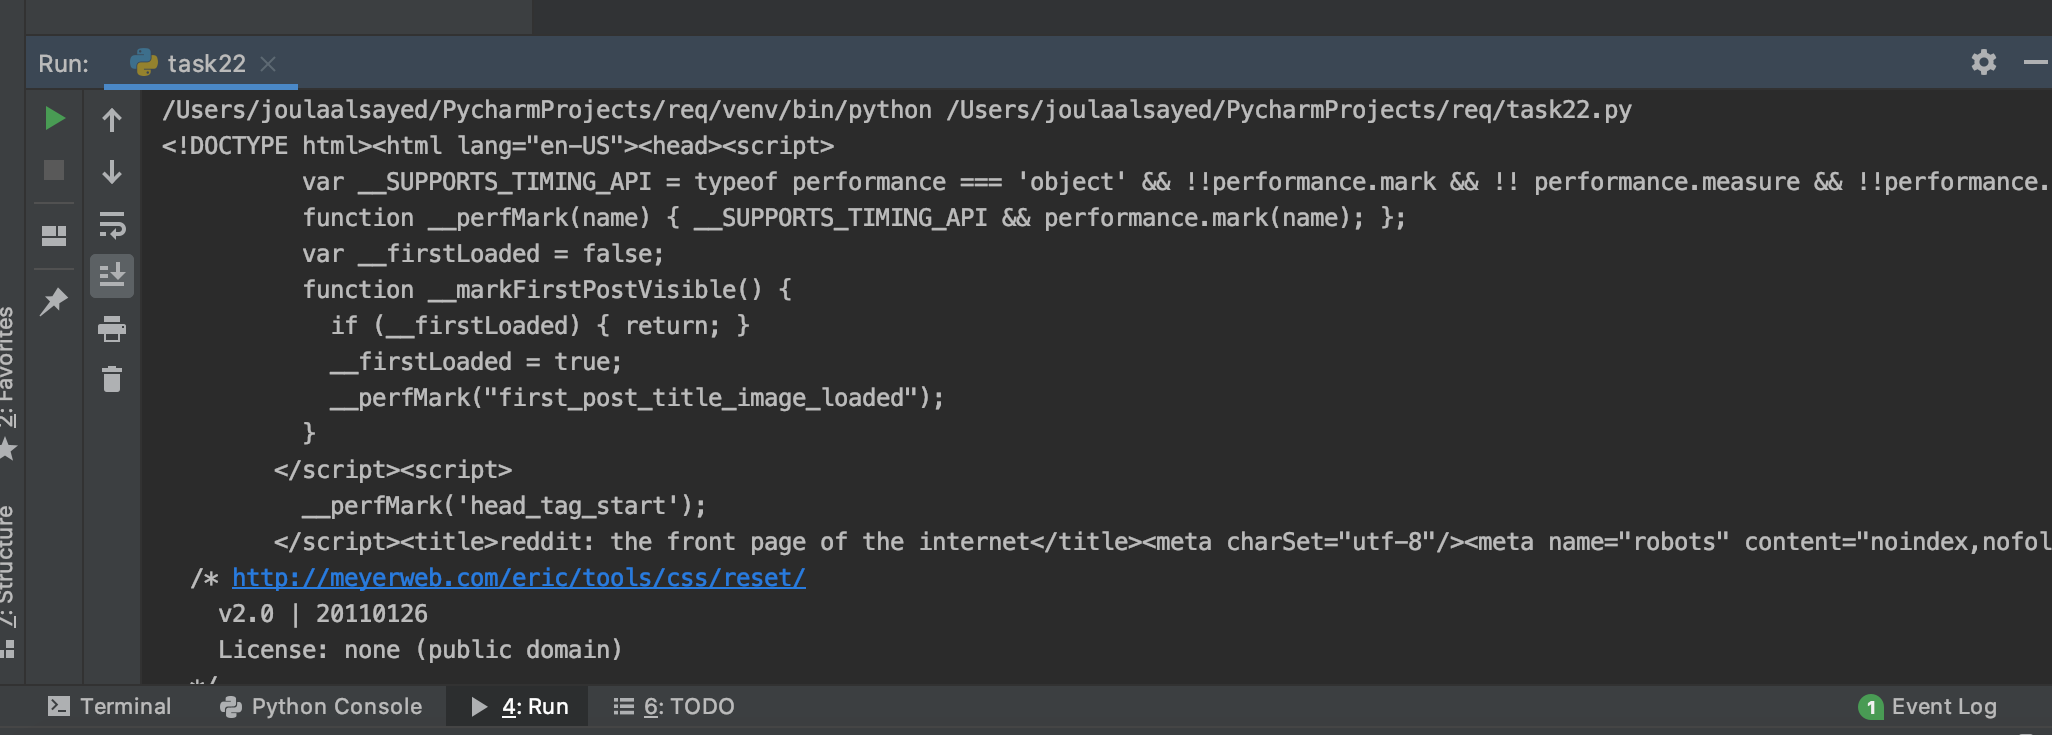 Run: task22
/Users/joulaalsayed/PycharmProjects/req/venv/bin/python /Users/joulaalsayed/PycharmProjects/req/task22.py
<!DOCTYPE html><html lang="en-US"><head><script>
var __SUPPORTS_TIMING_API = typeof performance === 'object' && !!performance.mark && !! performance.measure && !!performance.
function __perfMark(name) { __SUPPORTS_TIMING_API && performance.mark(name); };
var __firstLoaded = false;
function __markFirstPostVisible() {
if (__firstLoaded) { return; }
__firstLoaded = true;
__perfMark("first_post_title_image_loaded");
}
</script><script>
__perfMark('head_tag_start');
</script><title>reddit: the front page of the internet</title><meta charSet="utf-8"/><meta name="robots" content="noindex,nofol
/* http://meyerweb.com/eric/tools/css/reset/
v2.0 | 20110126
License: none (public domain)
*/
2: Favorites
7: Structure
Terminal Python Console 4: Run 6: TODO 1 Event Log